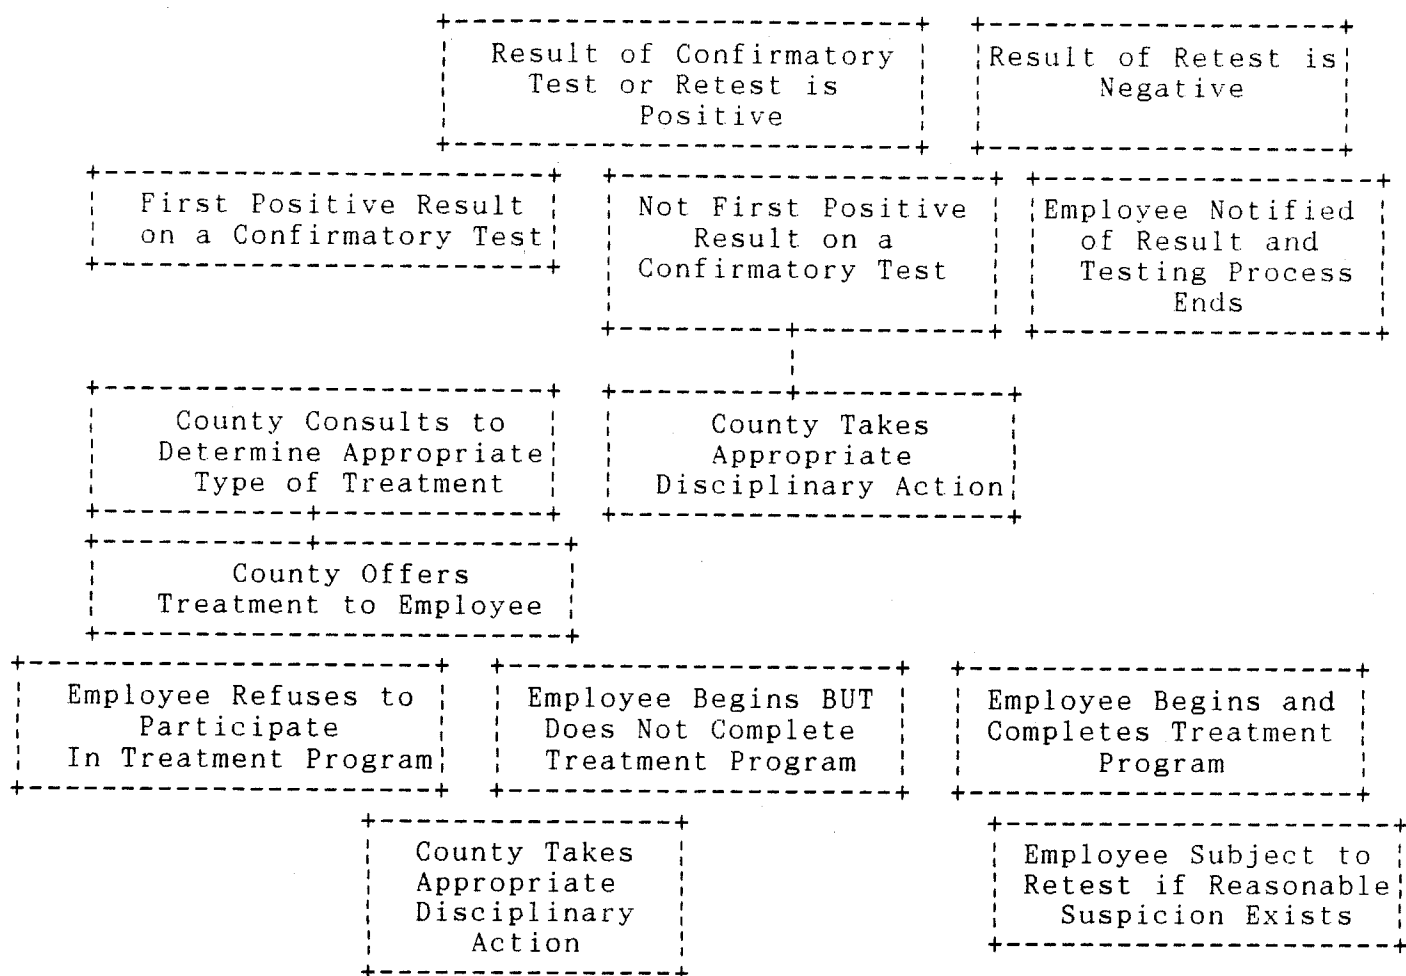 Result of Confirmatory
Test or Retest is
Positive
Result of Retest is
Negative
First Positive Result
on a Confirmatory Test
Not First Positive
Result on a
Confirmatory Test
Employee Notified
of Result and
Testing Process
Ends
County Consults to
Determine Appropriate
Type of Treatment
County Takes
Appropriate
Disciplinary Action
County Offers
Treatment to Employee
Employee Refuses to
Participate
In Treatment Program
Employee Begins BUT
Does Not Complete
Treatment Program
Employee Begins and
Completes Treatment
Program
County Takes
Appropriate
Disciplinary
Action
Employee Subject to
Retest if Reasonable
Suspicion Exists